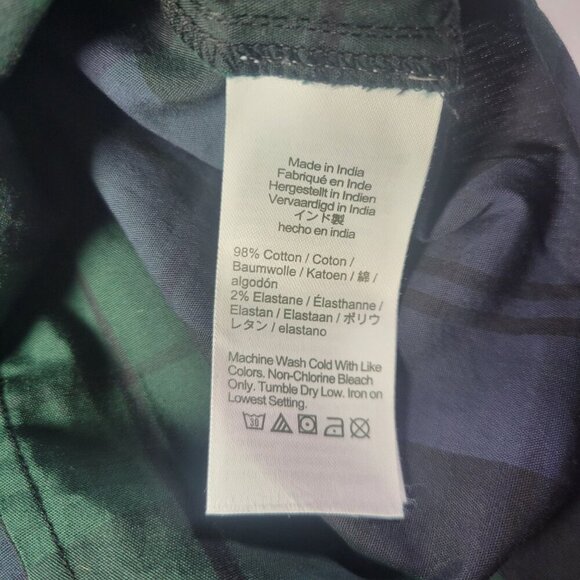 Made in India
Fabriqué en Inde
Hergestellt in Indien
Vervaardigd in India
インド製
hecho en india
98% Cotton / Coton /
Baumwolle / Katoen / 綿 /
algodón
2% Elastane / Élasthanne /
Elastan / Elastaan / ポリウ
レタン / elastano
Machine Wash Cold With Like
Colors. Non-Chlorine Bleach
Only. Tumble Dry Low. Iron on
Lowest Setting.
30